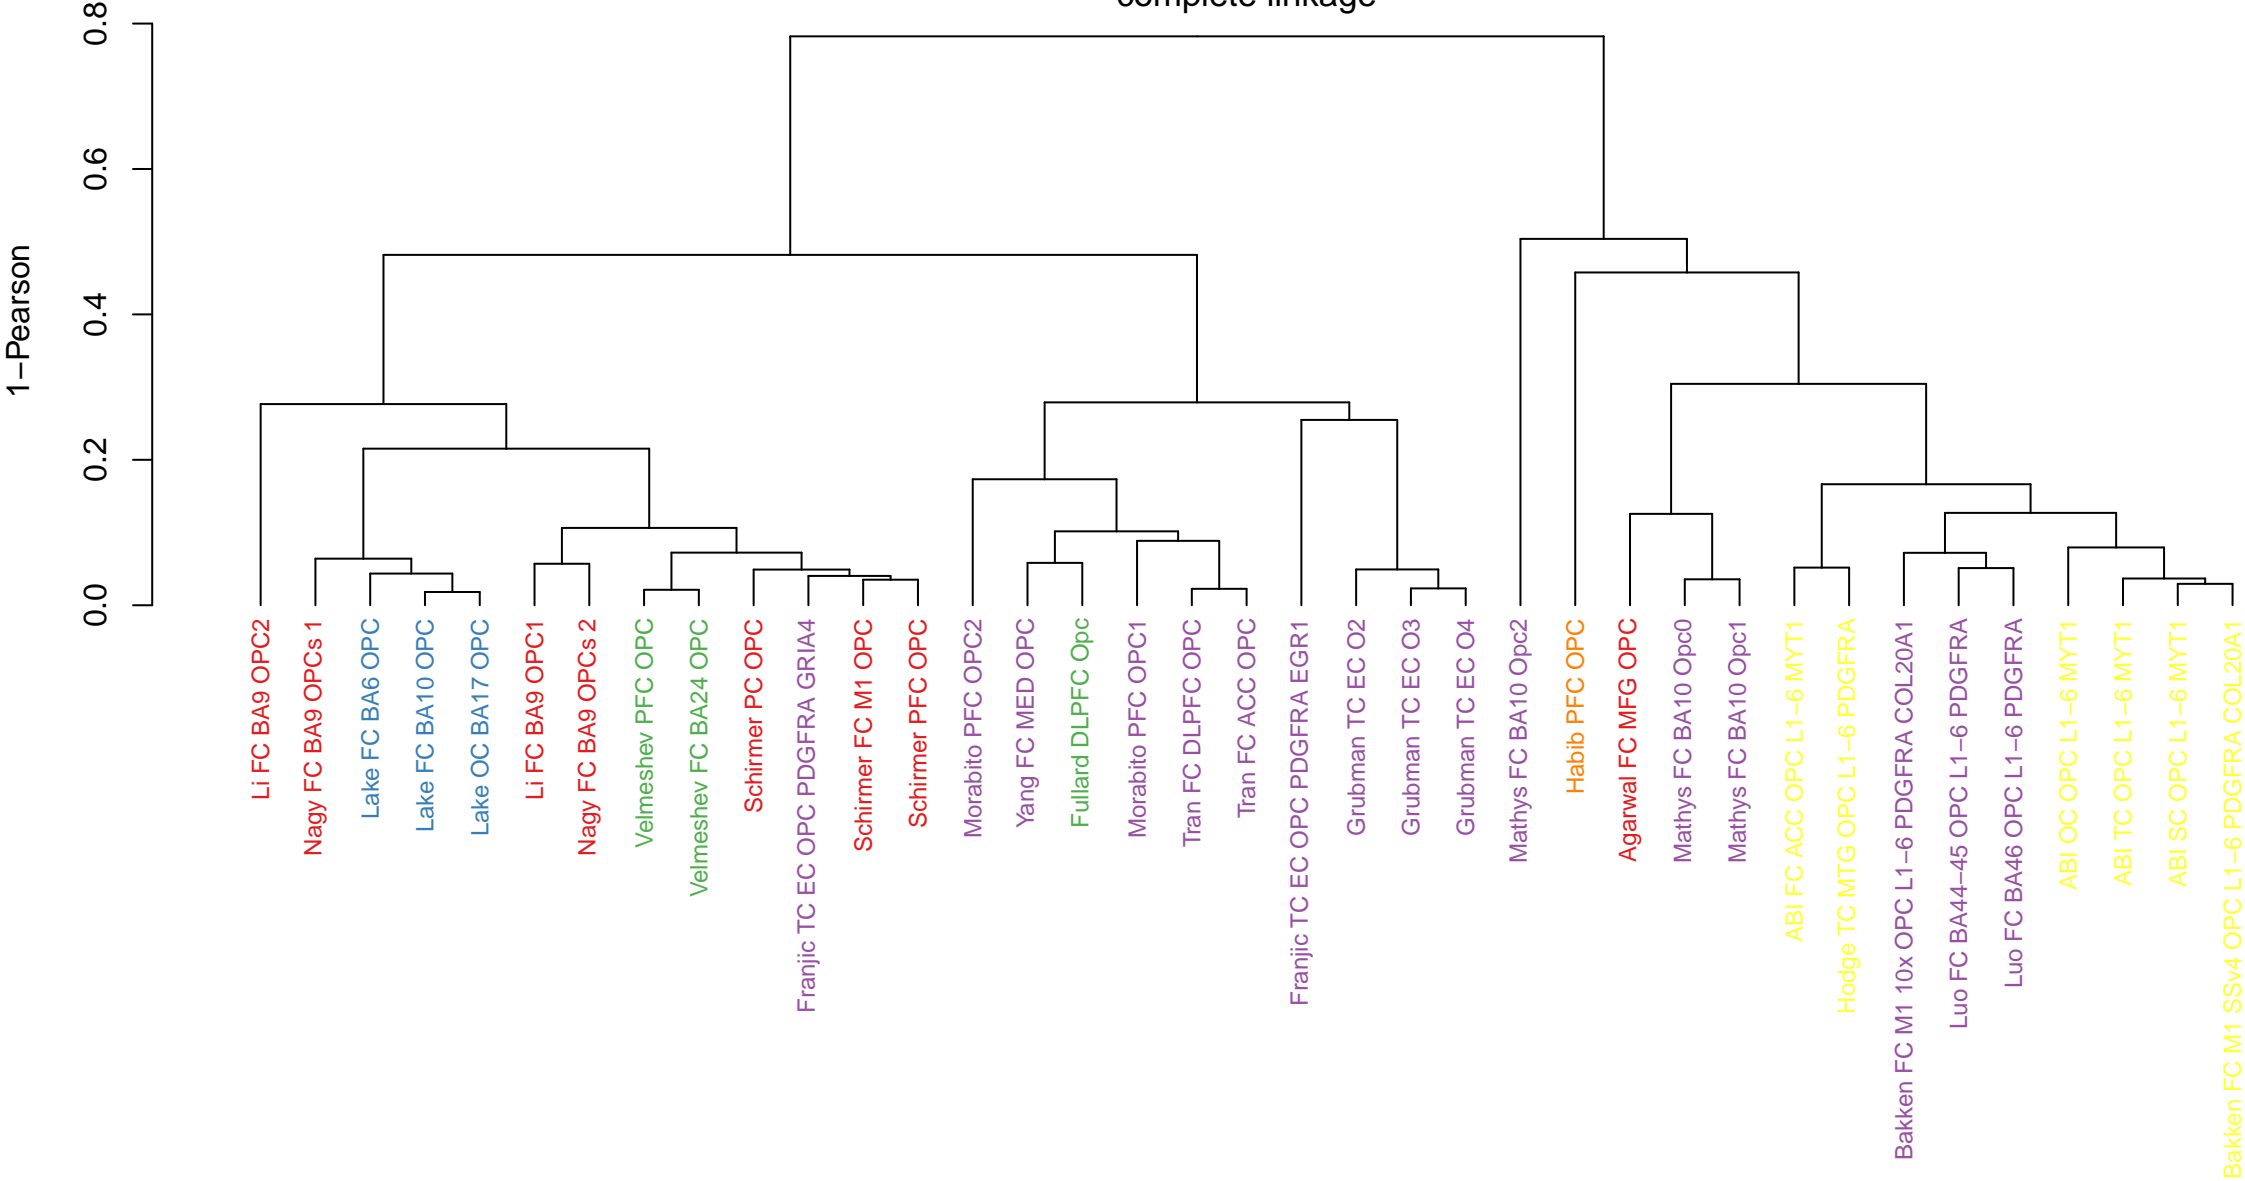 complete linkage
1−Pearson
0.8
0.6
0.4
0.2
0.0
Li FC BA9 OPC2
Nagy FC BA9 OPCs 1
Lake FC BA6 OPC
Lake FC BA10 OPC
Lake OC BA17 OPC
Li FC BA9 OPC1
Nagy FC BA9 OPCs 2
Velmeshev PFC OPC
Velmeshev FC BA24 OPC
Schirmer PC OPC
Franjic TC EC OPC PDGFRA GRIA4
Schirmer FC M1 OPC
Schirmer PFC OPC
Morabito PFC OPC2
Yang FC MED OPC
Fullard DLPFC Opc
Morabito PFC OPC1
Tran FC DLPFC OPC
Tran FC ACC OPC
Franjic TC EC OPC PDGFRA EGR1
Grubman TC EC O2
Grubman TC EC O3
Grubman TC EC O4
Mathys FC BA10 Opc2
Habib PFC OPC
Agarwal FC MFG OPC
Mathys FC BA10 Opc0
Mathys FC BA10 Opc1
ABI FC ACC OPC L1−6 MYT1
Hodge TC MTG OPC L1−6 PDGFRA
Bakken FC M1 10x OPC L1−6 PDGFRA COL20A1
Luo FC BA44−45 OPC L1−6 PDGFRA
Luo FC BA46 OPC L1−6 PDGFRA
ABI OC OPC L1−6 MYT1
ABI TC OPC L1−6 MYT1
ABI SC OPC L1−6 MYT1
Bakken FC M1 SSv4 OPC L1−6 PDGFRA COL20A1